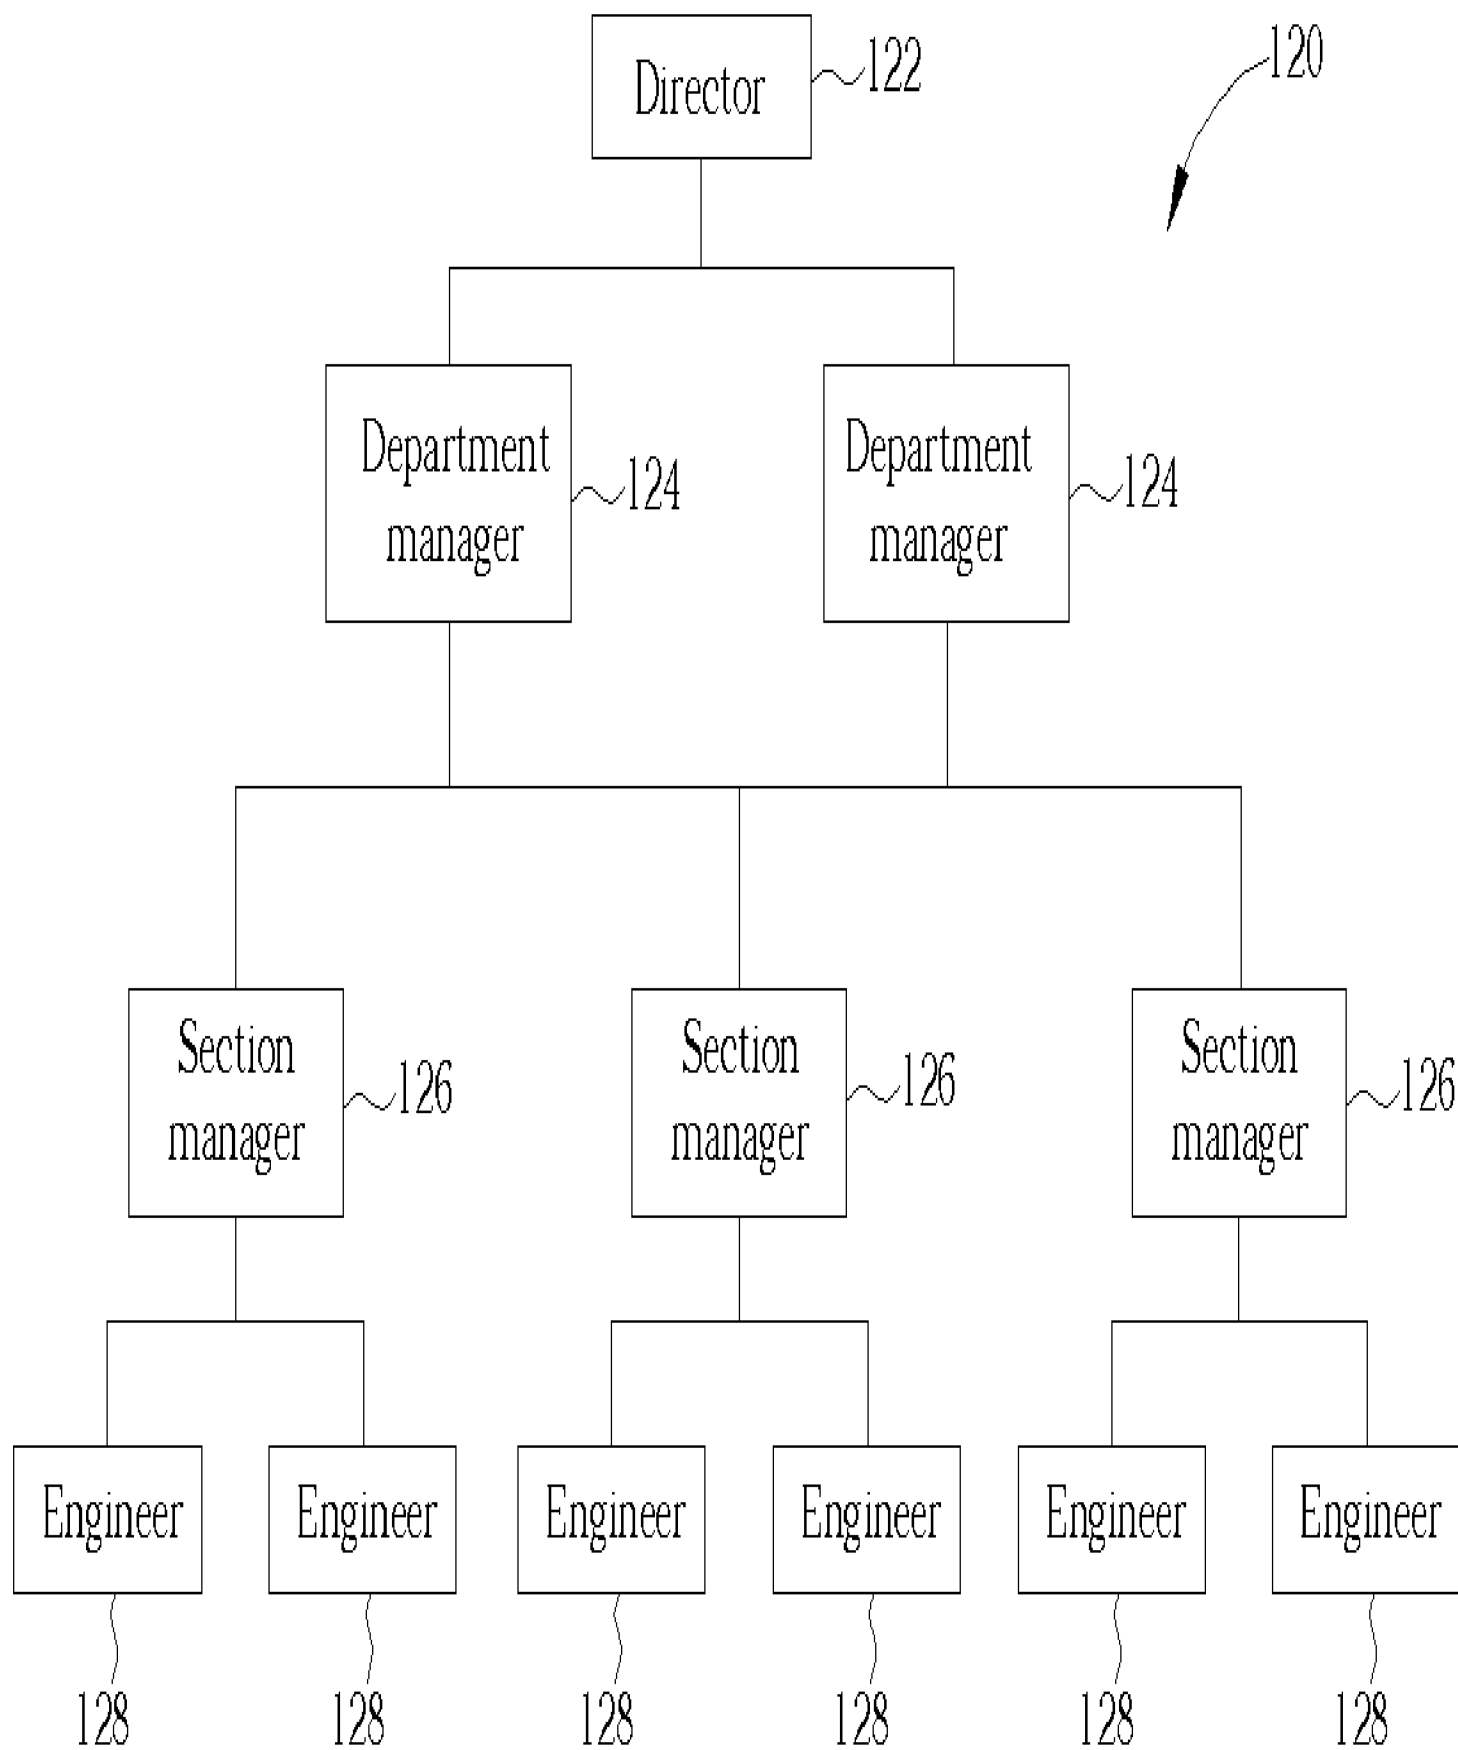 Director
122
120
Department
manager
124
Department
manager
124
Section
manager
126
Section
manager
126
Section
manager
126
Engineer
Engineer
Engineer
Engineer
Engineer
Engineer
128
128
128
128
128
128